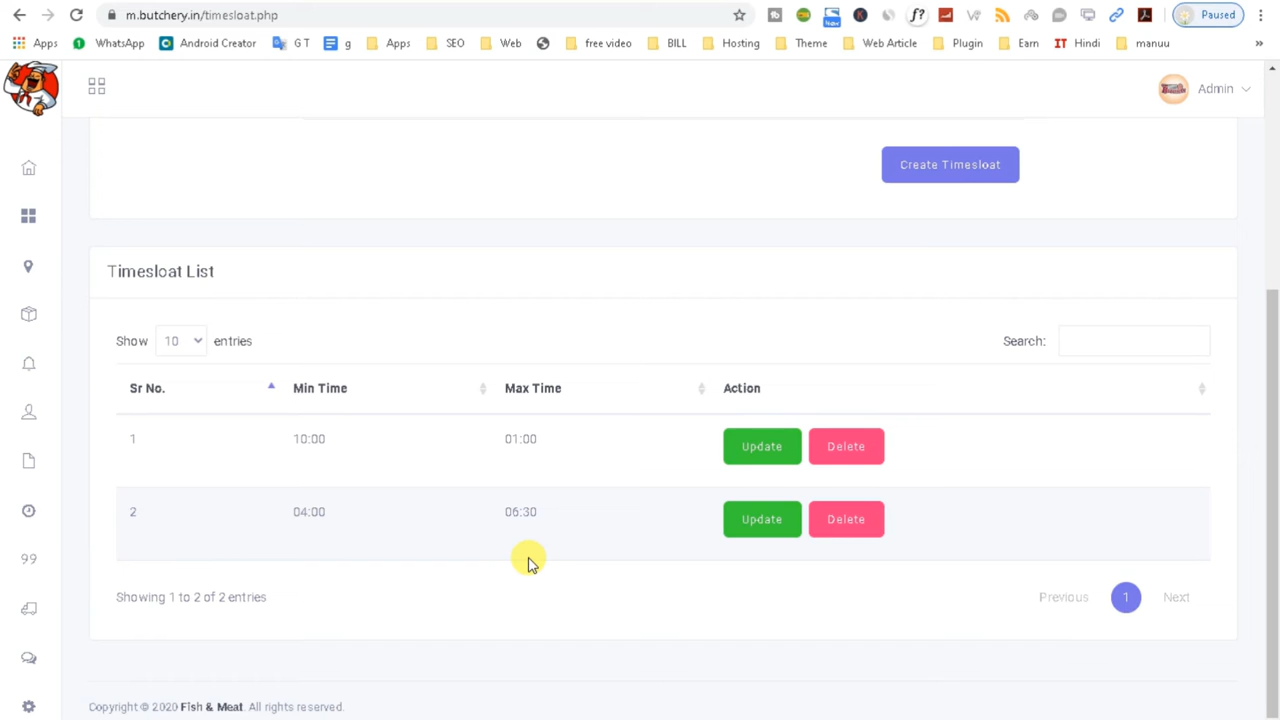 m.butchery.in/timesloat.php
Paused
Apps
WhatsApp
Android Creator
G T
g
Apps
SEO
Web
free video
BILL
Hosting
Theme
Web Article
Plugin
Earn
IT Hindi
manuu
»
Admin
Create Timesloat
Timesloat List
Show 10 entries
Search:
Sr No. Min Time Max Time Action
1 10:00 01:00 Update Delete
2 04:00 06:30 Update Delete
Showing 1 to 2 of 2 entries
Previous 1 Next
Copyright © 2020 Fish & Meat. All rights reserved.